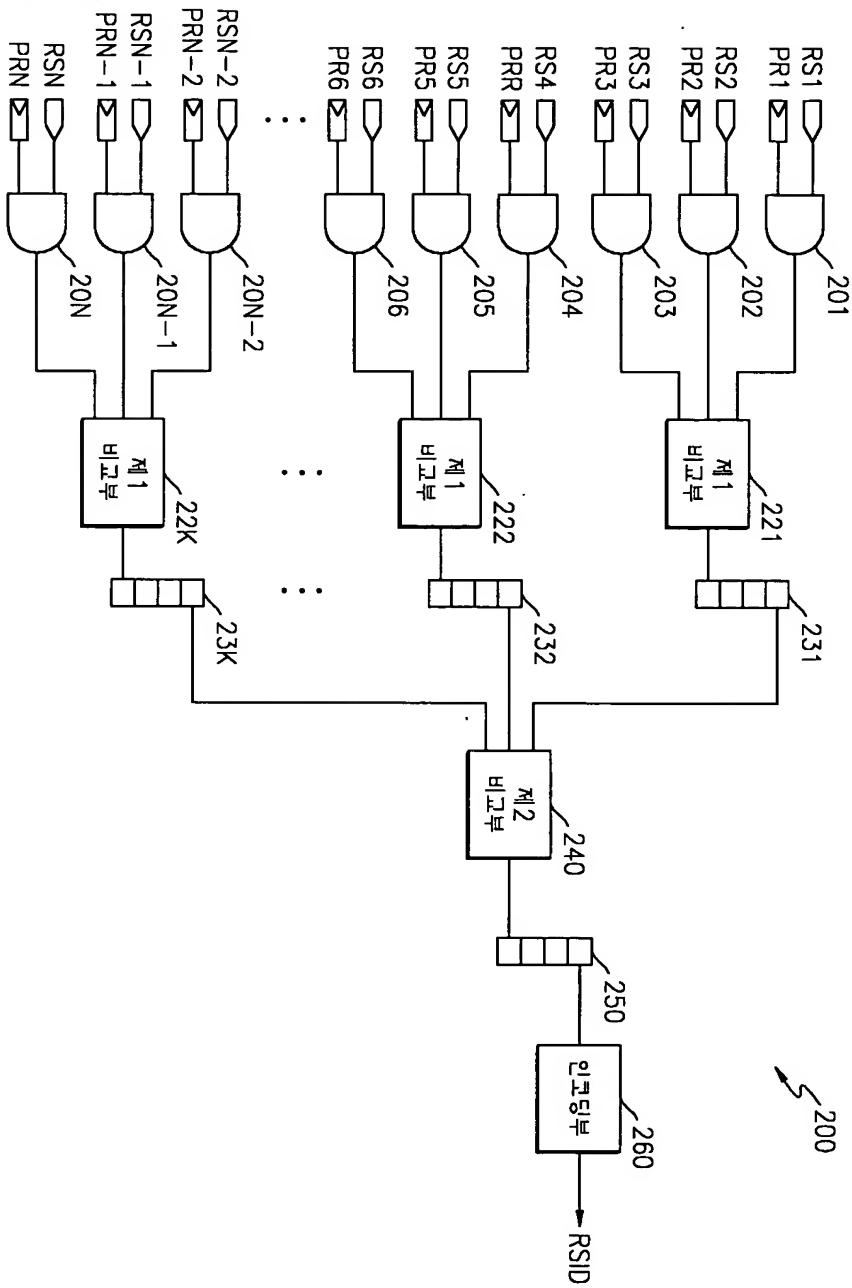 200
RS1
PR1
RS2
PR2
RS3
PR3
RS4
PRR
RS5
PR5
RS6
PR6
RSN-2
PRN-2
RSN-1
PRN-1
RSN
PRN
201
202
203
204
205
206
20N-2
20N-1
20N
제1
비교부
221
제1
비교부
222
제1
비교부
22K
231
232
23K
제2
비교부
240
250
인코딩부
260
RSID